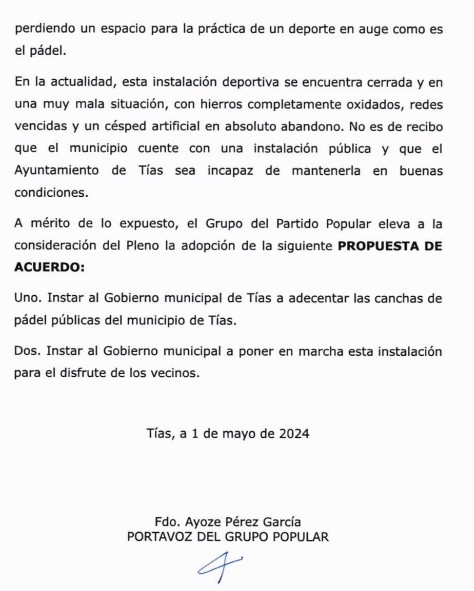 perdiendo un espacio para la práctica de un deporte en auge como es
el pádel.
En la actualidad, esta instalación deportiva se encuentra cerrada y en
una muy mala situación, con hierros completamente oxidados, redes
vencidas y un césped artificial en absoluto abandono. No es de recibo
que el municipio cuente con una instalación pública y que el
Ayuntamiento de Tías sea incapaz de mantenerla en buenas
condiciones.
A mérito de lo expuesto, el Grupo del Partido Popular eleva a la
consideración del Pleno la adopción de la siguiente PROPUESTA DE
ACUERDO:
Uno. Instar al Gobierno municipal de Tías a adecentar las canchas de
pádel públicas del municipio de Tías.
Dos. Instar al Gobierno municipal a poner en marcha esta instalación
para el disfrute de los vecinos.
Tías, a 1 de mayo de 2024
Fdo. Ayoze Pérez García
PORTAVOZ DEL GRUPO POPULAR